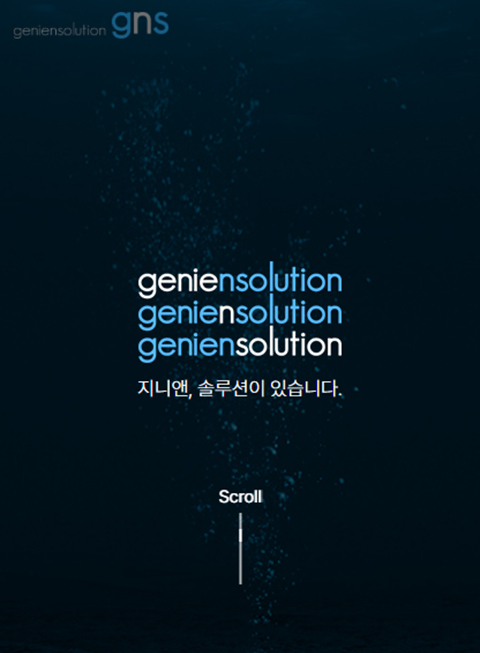 geniensolution gns
geniensolution
geniensolution
geniensolution
지니앤, 솔루션이 있습니다.
Scroll